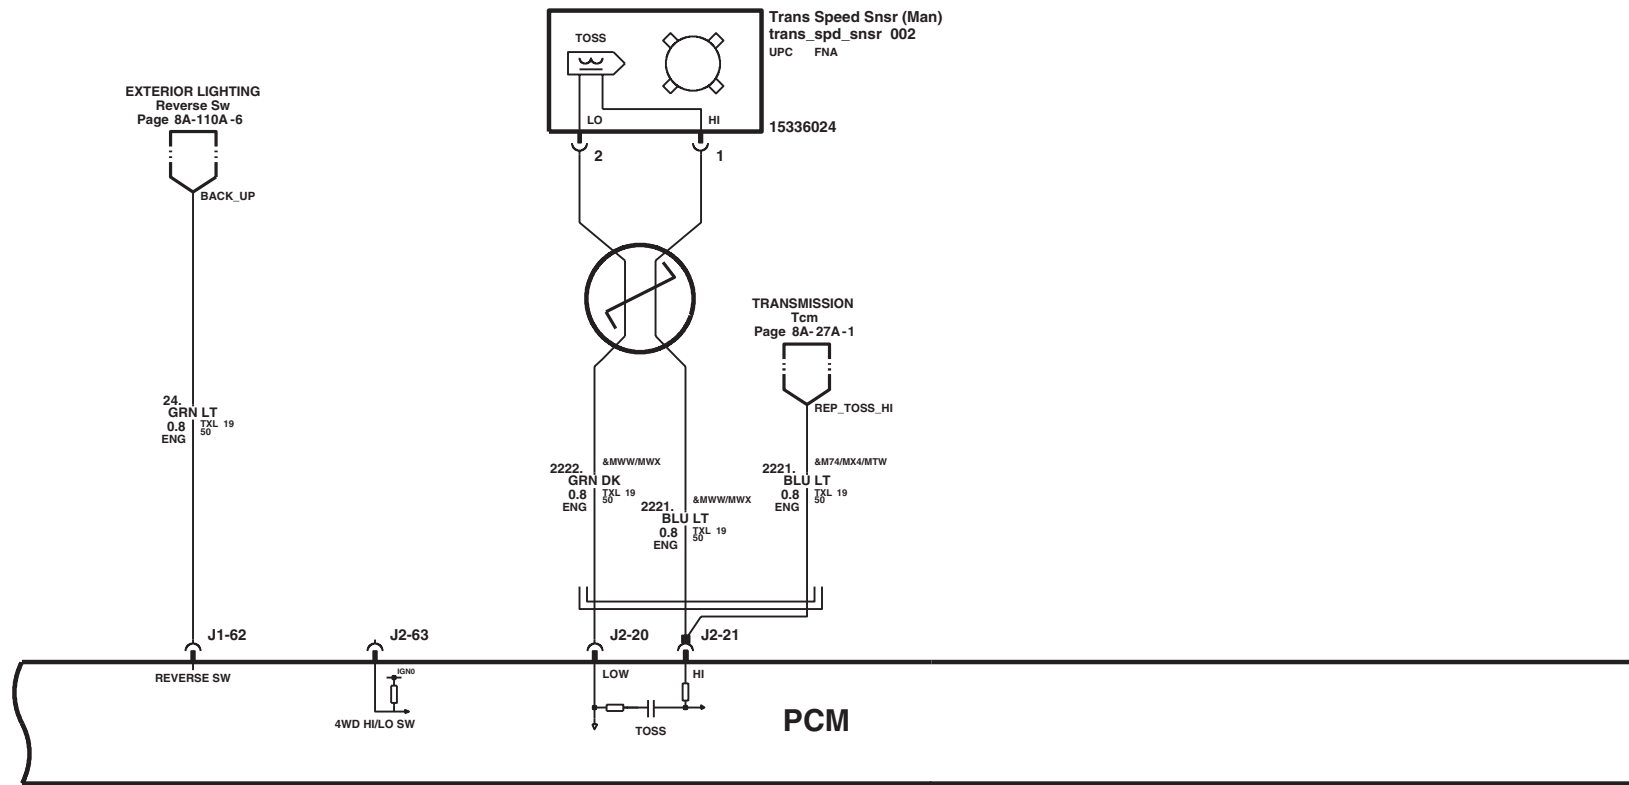 Trans Speed Snsr (Man)
trans_spd_snsr 002
UPC FNA
TOSS
LO
HI
15336024
2
1
EXTERIOR LIGHTING
Reverse Sw
Page 8A-110A-6
BACK_UP
TRANSMISSION
Tcm
Page 8A-27A-1
REP_TOSS_HI
24.
GRN LT
0.8 TXL 19
50
ENG
&MWW/MWX
2222.
GRN DK
0.8 TXL 19
50
ENG
&MWW/MWX
2221.
BLU LT
0.8 TXL 19
50
ENG
&M74/MX4/MTW
2221.
BLU LT
0.8 TXL 19
50
ENG
J1-62
J2-63
J2-20
J2-21
REVERSE SW
IGN0
4WD HI/LO SW
LOW
HI
TOSS
PCM